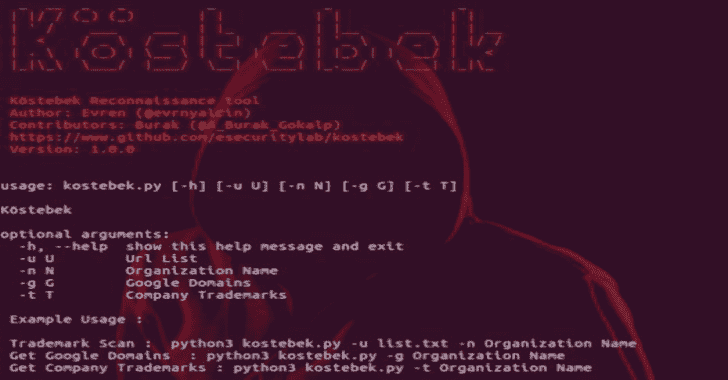 Köstebek
Köstebek Reconnaissance tool
Author: Evren (@evrnyalcin)
Contributors: Burak (@A_Burak_Gokalp)
https://www.github.com/esecuritylab/kostebek
Version: 1.0.0
usage: kostebek.py [-h] [-u U] [-n N] [-g G] [-t T]
Köstebek
optional arguments:
-h, --help show this help message and exit
-u U Url List
-n N Organization Name
-g G Google Domains
-t T Company Trademarks
Example Usage :
Trademark Scan : python3 kostebek.py -u list.txt -n Organization Name
Get Google Domains : python3 kostebek.py -g Organization Name
Get Company Trademarks : python3 kostebek.py -t Organization Name